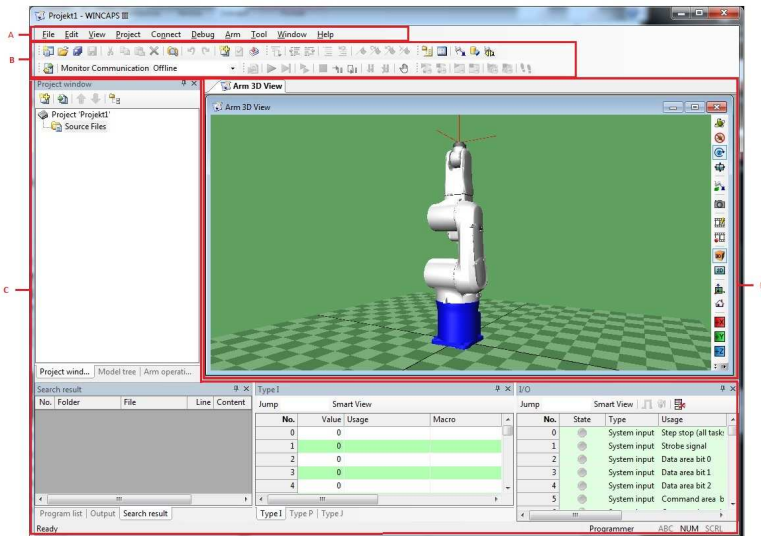 Projekt1 - WINCAPS III
A
File Edit View Project Connect Debug Arm Tool Window Help
B
Monitor Communication Offline
Project window
Project 'Projekt1'
Source Files
Arm 3D View
Arm 3D View
3D
X
Y
Z
C
Project wind... Model tree Arm operati...
Search result
No. Folder File Line Content
Program list Output Search result
Type I
Jump Smart View
No. Value Usage Macro
0 0
1 0
2 0
3 0
4 0
Type I Type P Type J
I/O
Jump Smart View
No. State Type Usage
0 System input Step stop (all task:
1 System input Strobe signal
2 System input Data area bit 0
3 System input Data area bit 1
4 System input Data area bit 2
5 System input Command area b
Ready Programmer ABC NUM SCRL